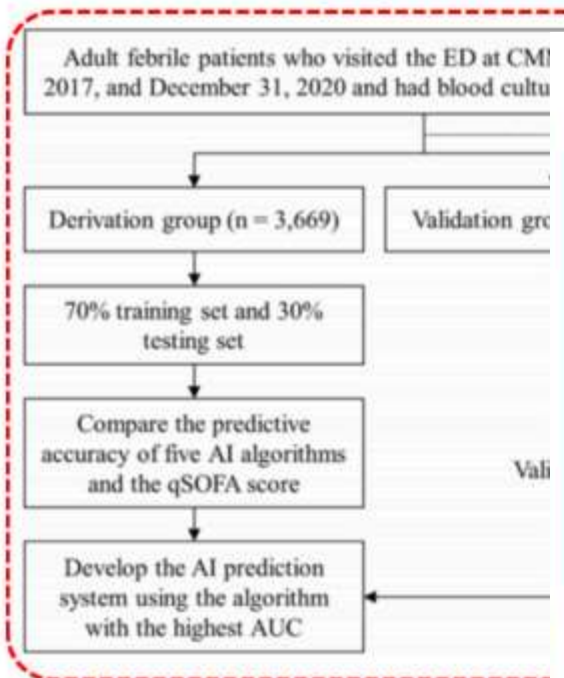 Adult febrile patients who visited the ED at
2017, and December 31, 2020 and had blood
Derivation group (n = 3,669)
Validation
70% training set and 30%
testing set
Compare the predictive
accuracy of five AI algorithms
and the qSOFA score
Develop the AI prediction
system using the algorithm
with the highest AUC